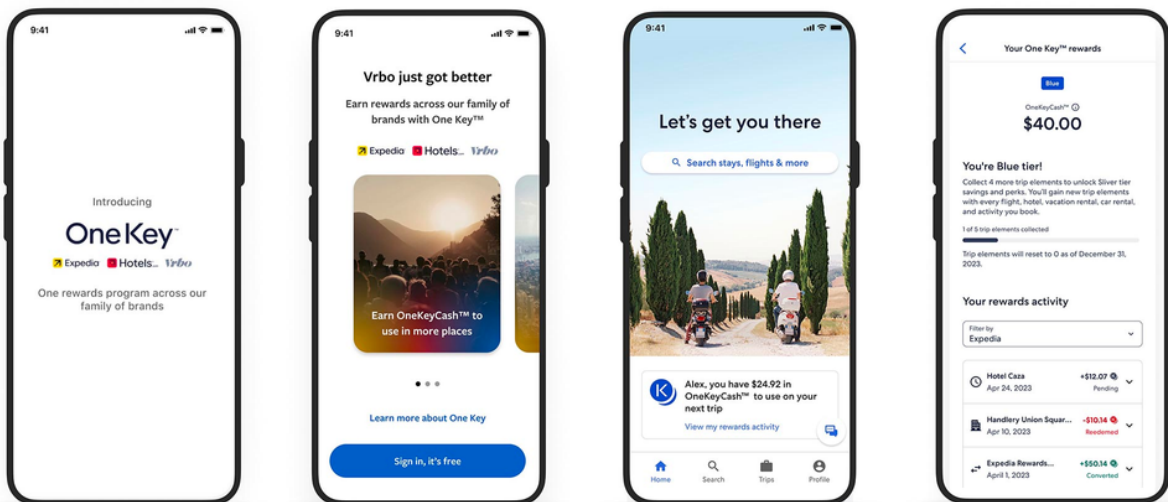 9:41
Introducing
One Key™
Expedia Hotels... Vrbo
One rewards program across our
family of brands
9:41
Vrbo just got better
Earn rewards across our family of
brands with One Key™
Expedia Hotels... Vrbo
Earn OneKeyCash™ to
use in more places
Learn more about One Key
Sign in, it's free
9:41
Let's get you there
Search stays, flights & more
Alex, you have $24.92 in
OneKeyCash™ to use on your
next trip
View my rewards activity
Home Search Trips Profile
Your One Key™ rewards
Blue
OneKeyCash™
$40.00
You're Blue tier!
Collect 4 more trip elements to unlock Sliver tier
savings and perks. You'll gain new trip elements
with every flight, hotel, vacation rental, car rental,
and activity you book.
1 of 5 trip elements collected
Trip elements will reset to 0 as of December 31,
2023.
Your rewards activity
Filter by
Expedia
Hotel Caza +$12.07
Apr 24, 2023 Pending
Handlery Union Squar... -$10.14
Apr 10, 2023 Redeemed
Expedia Rewards... +$50.14
April 1, 2023 Converted